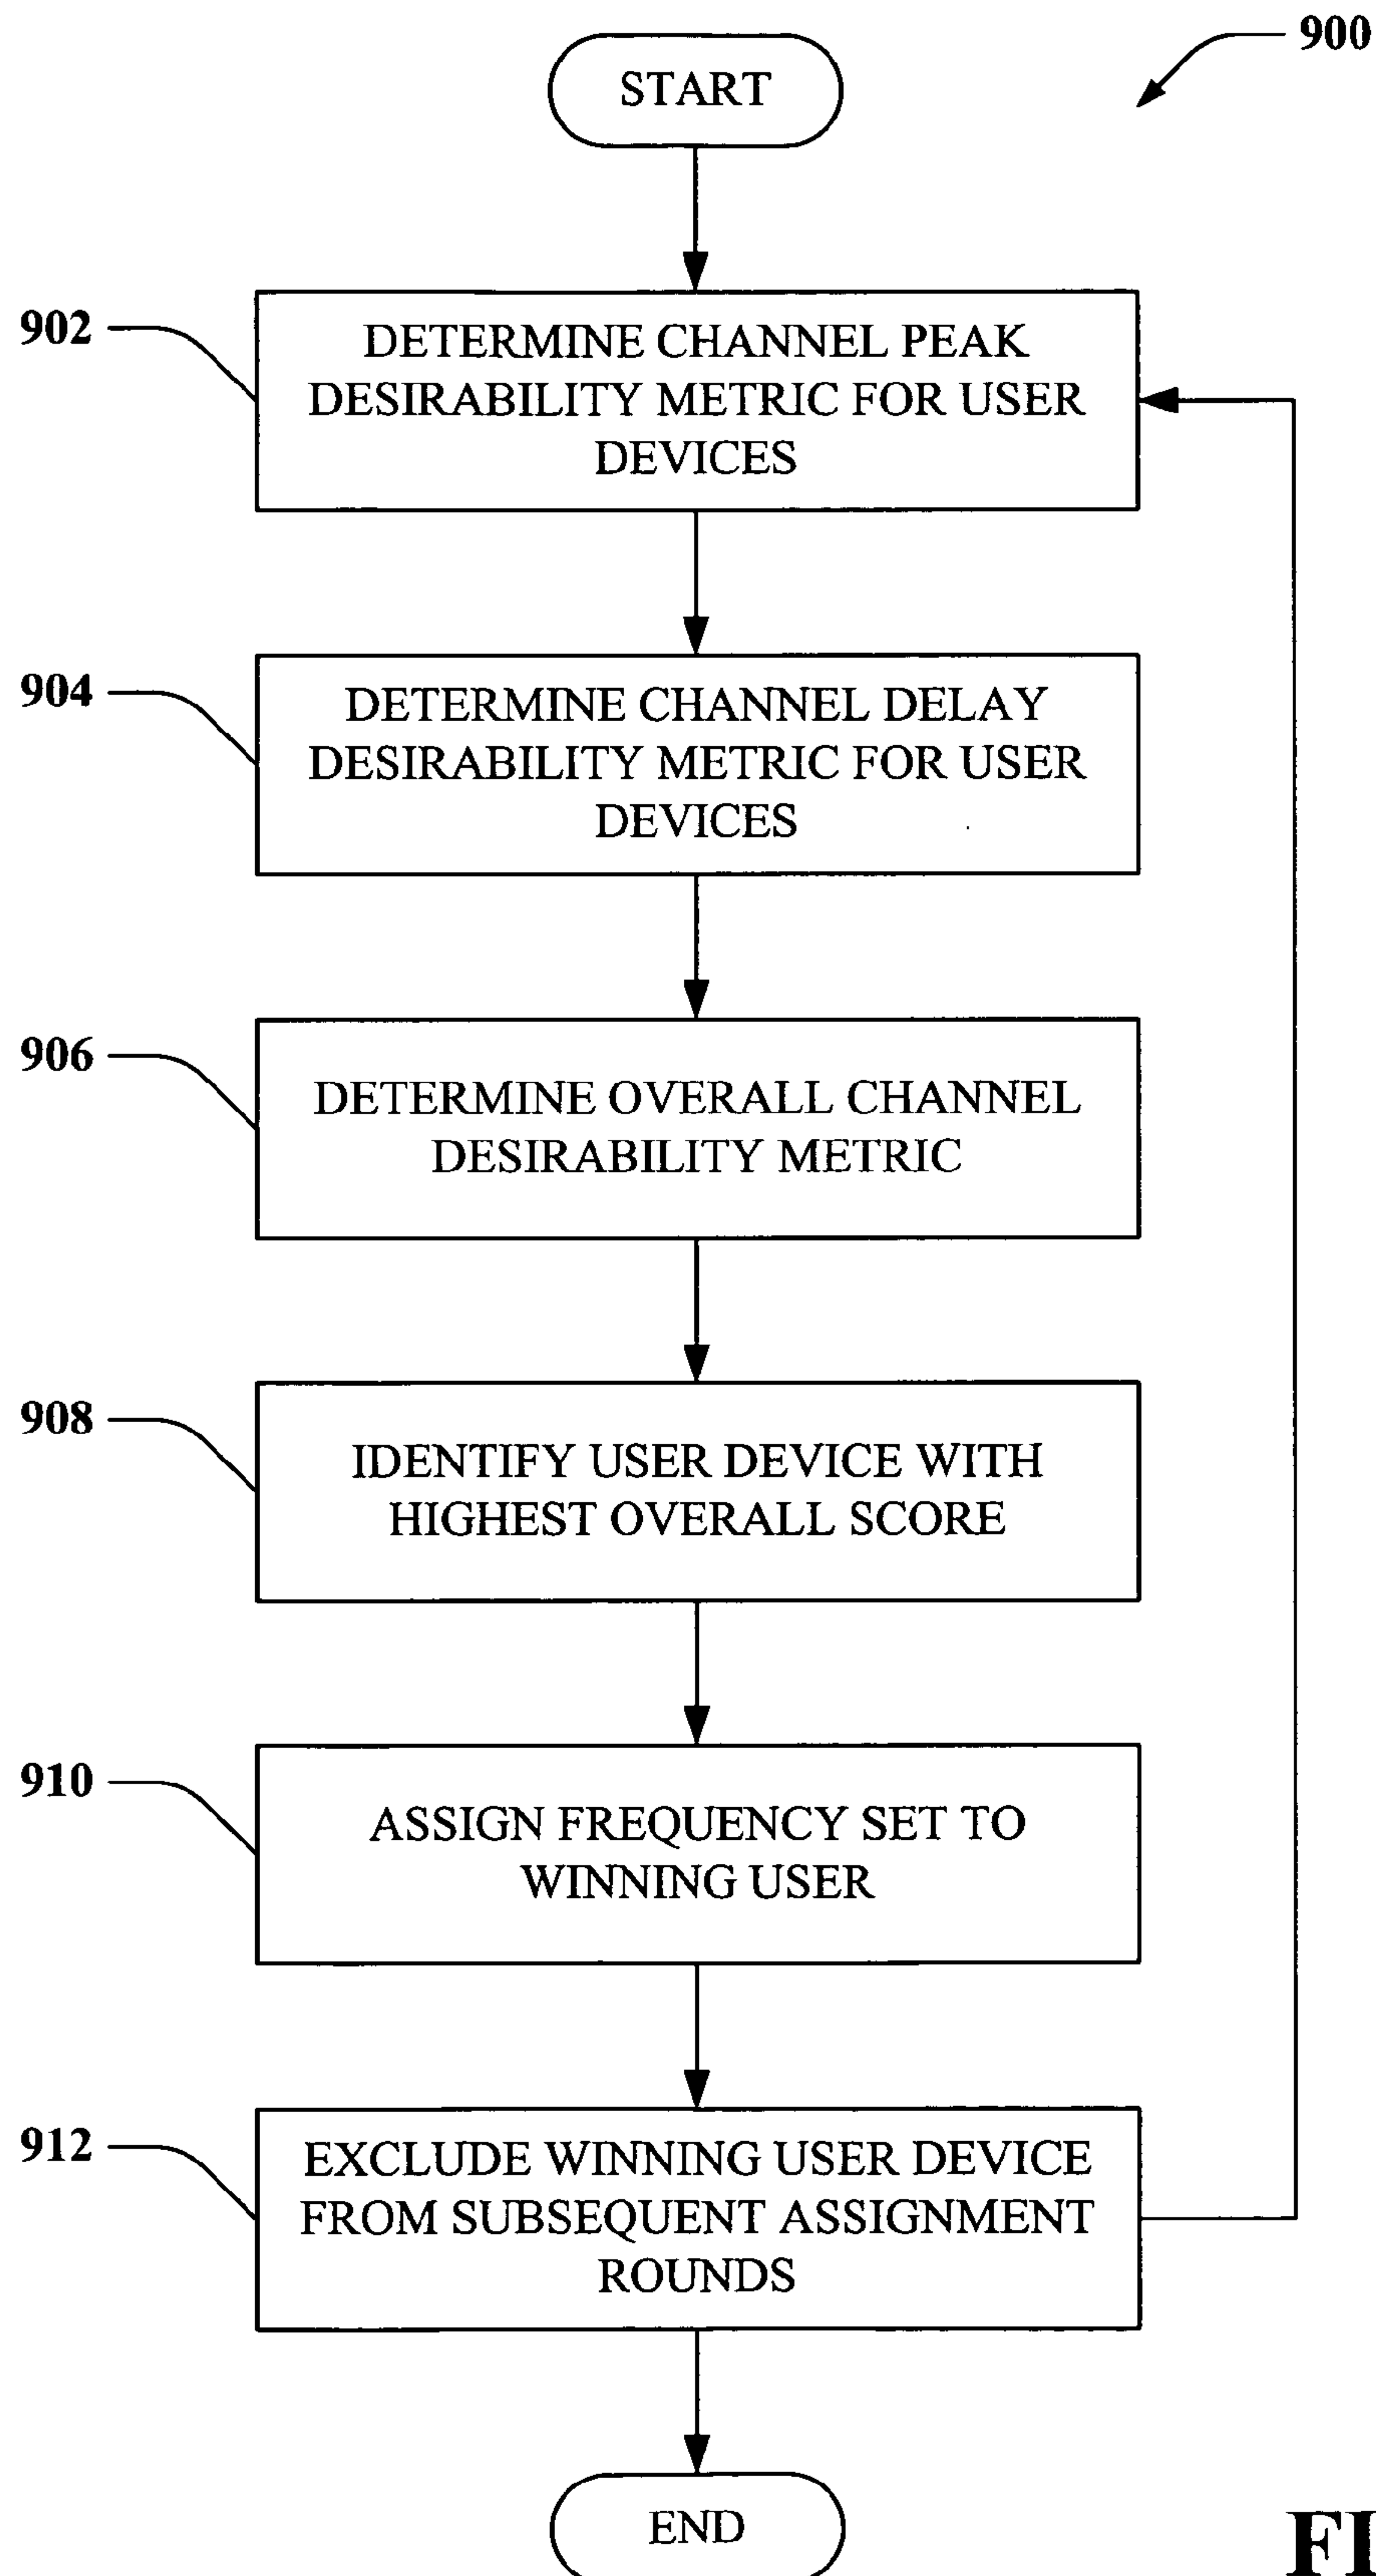 900
START
902
DETERMINE CHANNEL PEAK
DESIRABILITY METRIC FOR USER
DEVICES
904
DETERMINE CHANNEL DELAY
DESIRABILITY METRIC FOR USER
DEVICES
906
DETERMINE OVERALL CHANNEL
DESIRABILITY METRIC
908
IDENTIFY USER DEVICE WITH
HIGHEST OVERALL SCORE
910
ASSIGN FREQUENCY SET TO
WINNING USER
912
EXCLUDE WINNING USER DEVICE
FROM SUBSEQUENT ASSIGNMENT
ROUNDS
END